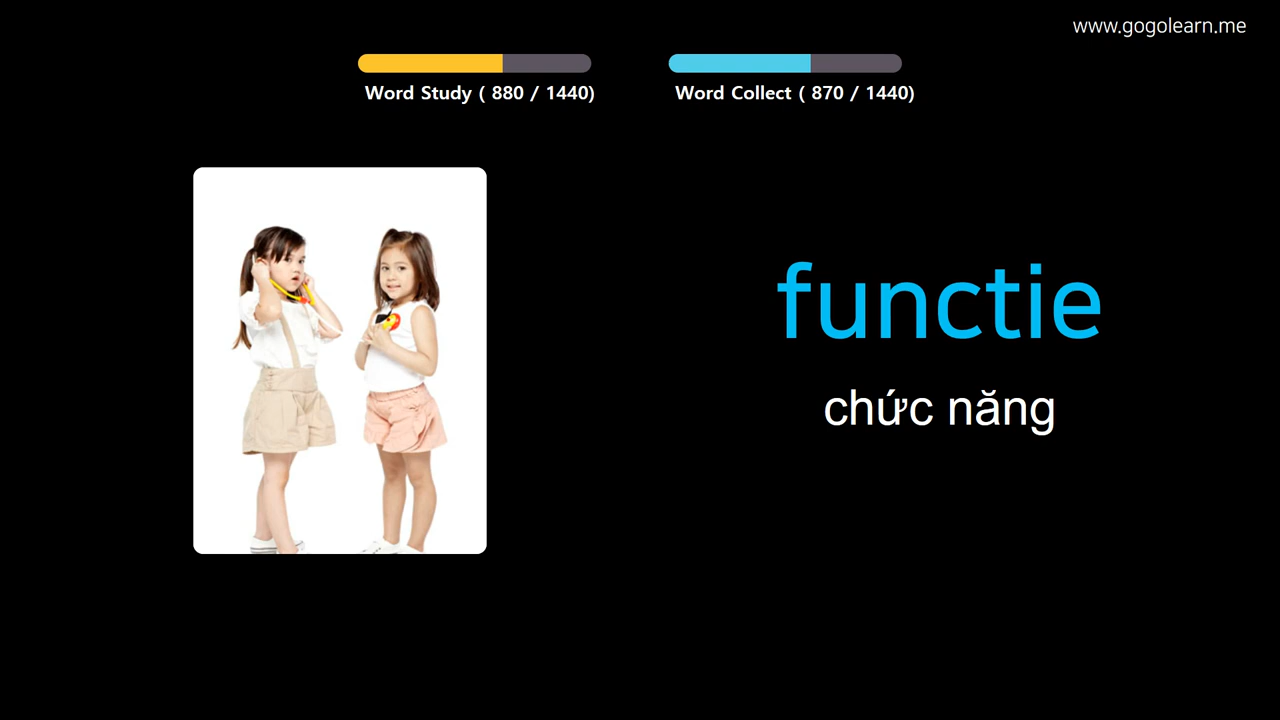 www.gogolearn.me
Word Study ( 880 / 1440)
Word Collect ( 870 / 1440)
functie
chức năng